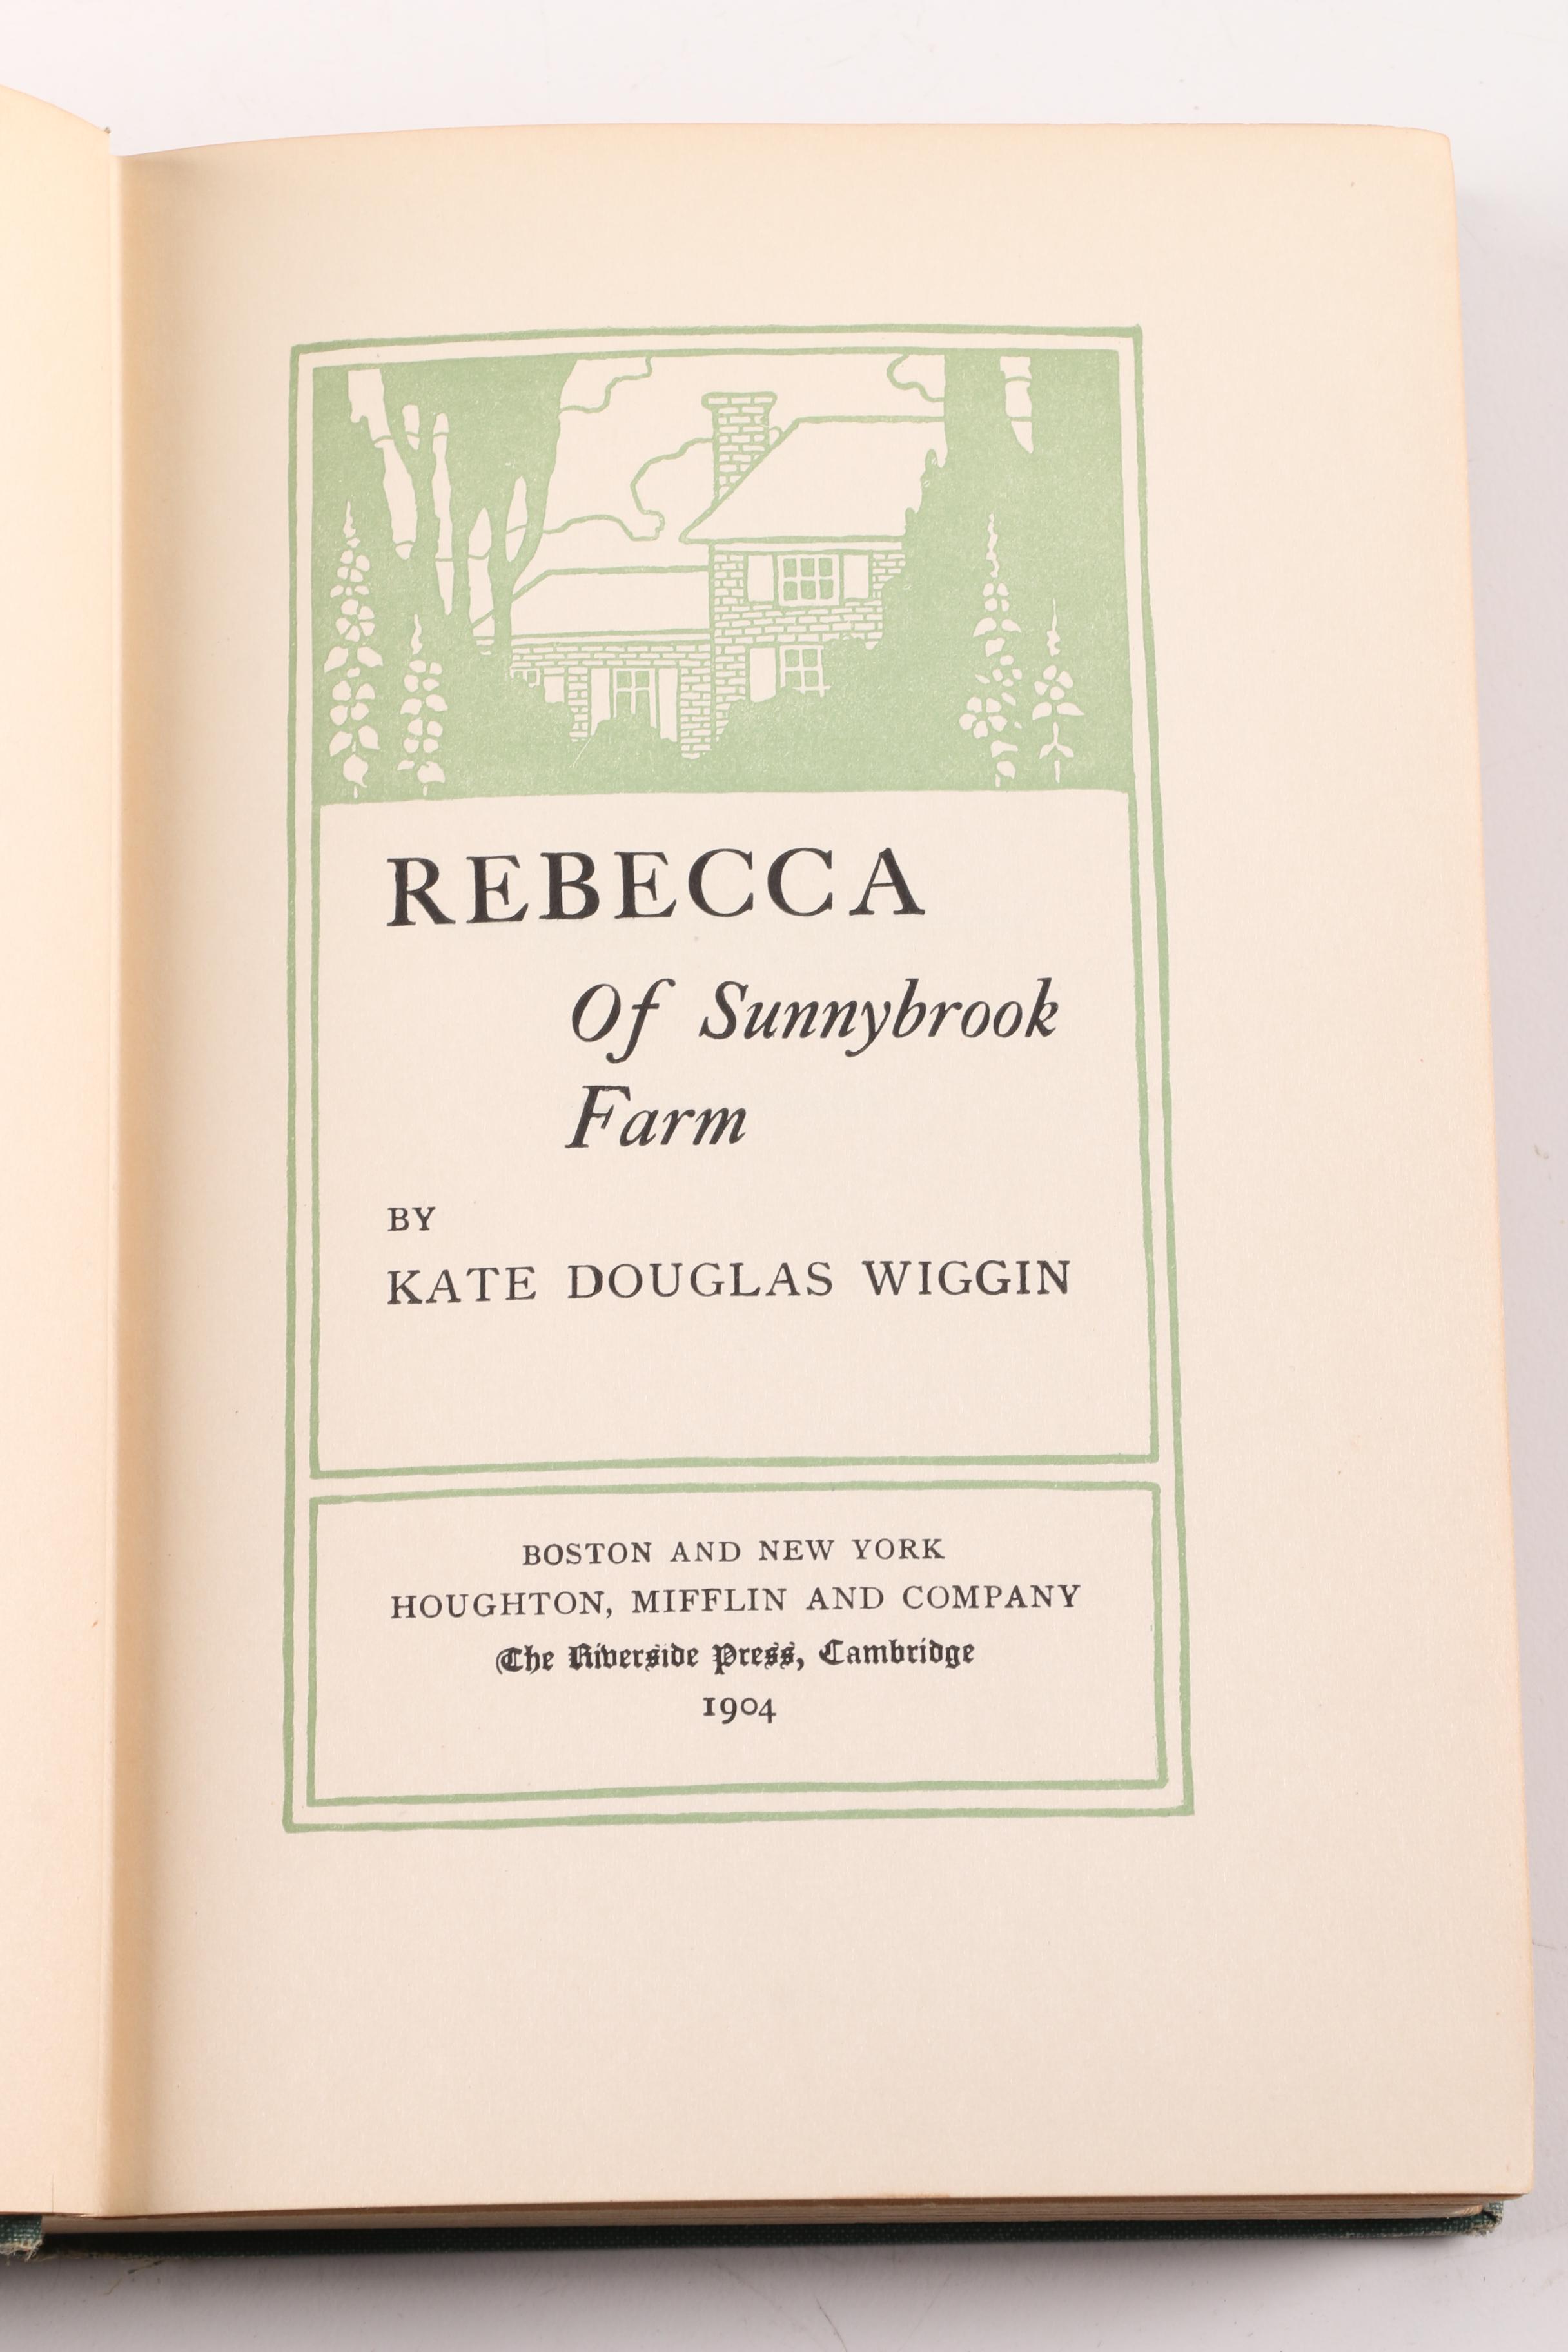 REBECCA
Of Sunnybrook
Farm
BY
KATE DOUGLAS WIGGIN
BOSTON AND NEW YORK
HOUGHTON, MIFFLIN AND COMPANY
The Riverside Press, Cambridge
1904